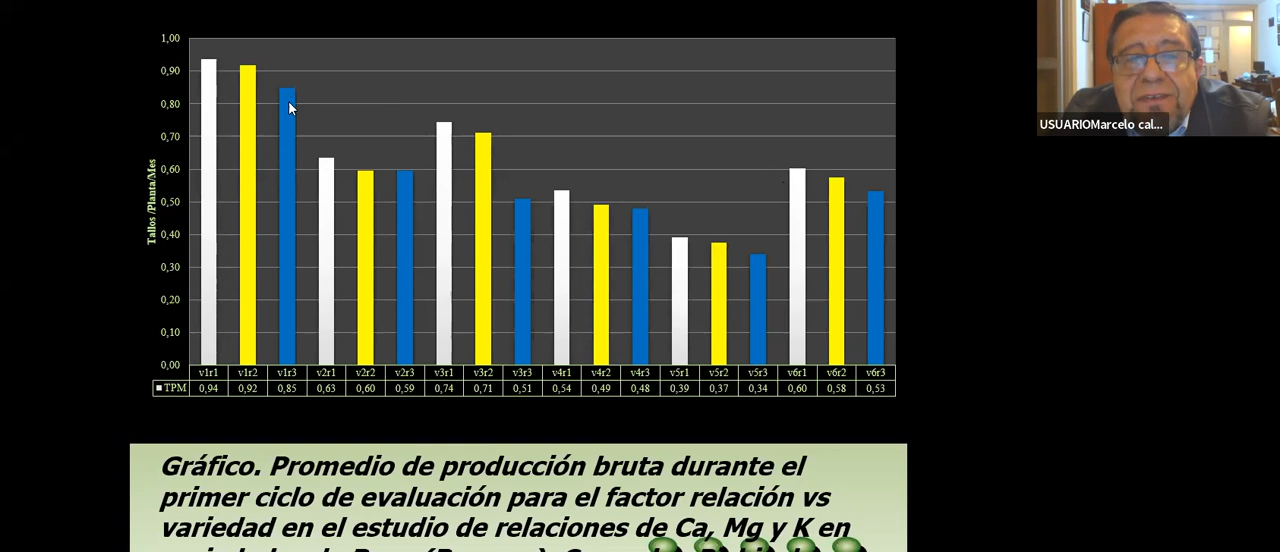 1,00
0,90
0,80
0,70
0,60
0,50
0,40
0,30
0,20
0,10
0,00
Tallos /Planta/Mes
v1r1 v1r2 v1r3 v2r1 v2r2 v2r3 v3r1 v3r2 v3r3 v4r1 v4r2 v4r3 v5r1 v5r2 v5r3 v6r1 v6r2 v6r3
TPM 0,94 0,92 0,85 0,63 0,60 0,59 0,74 0,71 0,51 0,54 0,49 0,48 0,39 0,37 0,34 0,60 0,58 0,53
USUARIOMarcelo cal...
Gráfico. Promedio de producción bruta durante el
primer ciclo de evaluación para el factor relación vs
variedad en el estudio de relaciones de Ca, Mg y K en